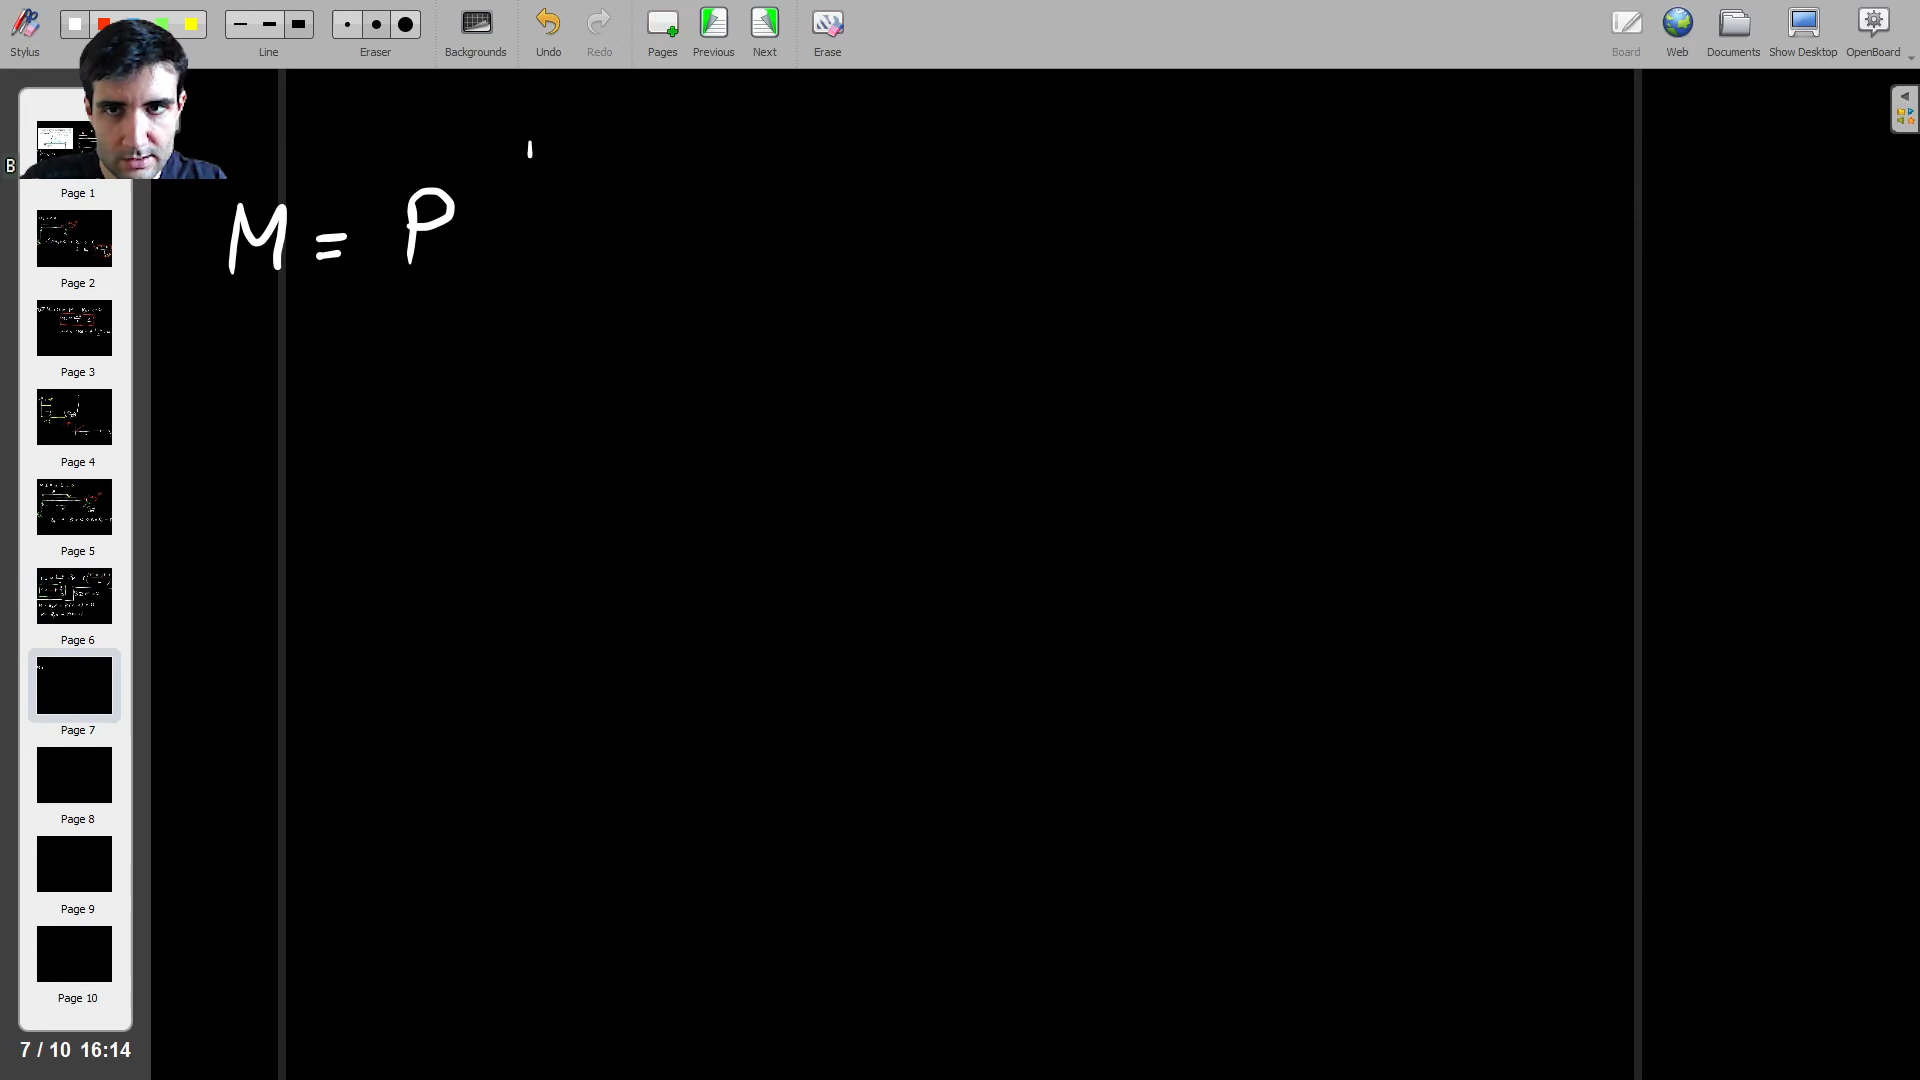 Stylus
Line
Eraser
Backgrounds
Undo
Redo
Pages
Previous
Next
Erase
Board
Web
Documents
Show Desktop
OpenBoard
B
M = P
Page 1
Page 2
Page 3
Page 4
Page 5
Page 6
Page 7
Page 8
Page 9
Page 10
7 / 10 16:14